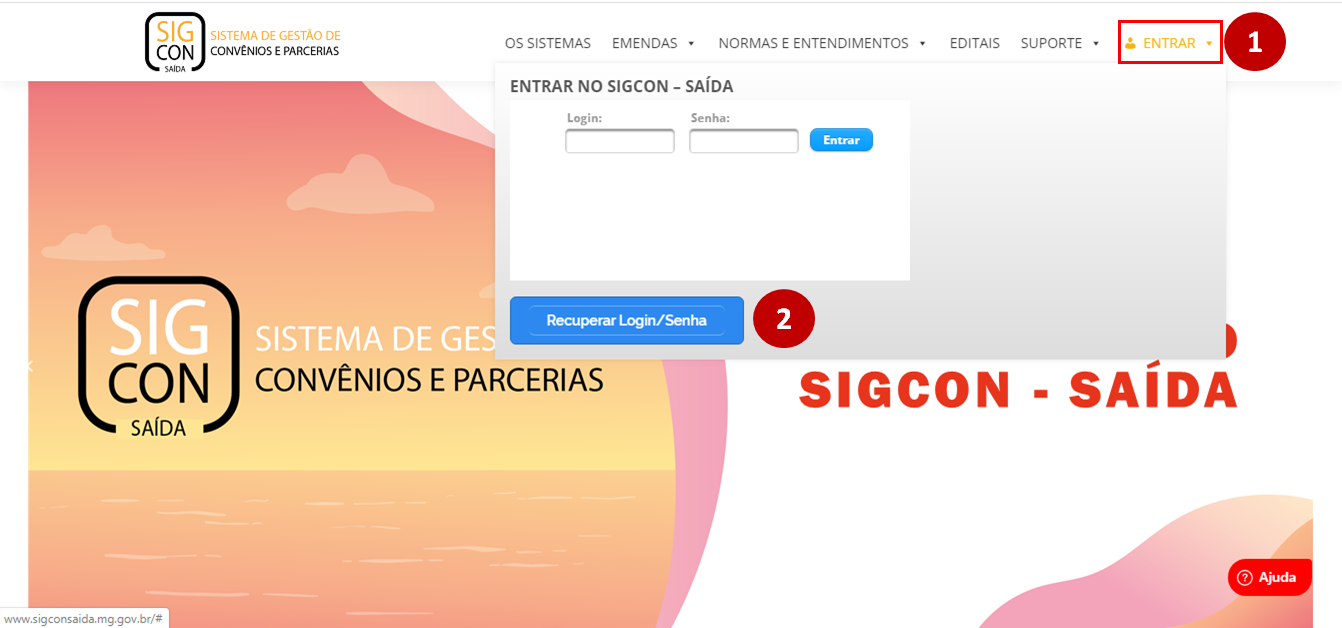 SIG
CON
SAÍDA
SISTEMA DE GESTÃO DE
CONVÊNIOS E PARCERIAS
OS SISTEMAS
EMENDAS
NORMAS E ENTENDIMENTOS
EDITAIS
SUPORTE
ENTRAR
1
ENTRAR NO SIGCON – SAÍDA
Login:
Senha:
Entrar
Recuperar Login/Senha
2
SIG
CON
SAÍDA
SISTEMA DE GES
CONVÊNIOS E PARCERIAS
SIGCON - SAÍDA
? Ajuda
www.sigconsaida.mg.gov.br/#